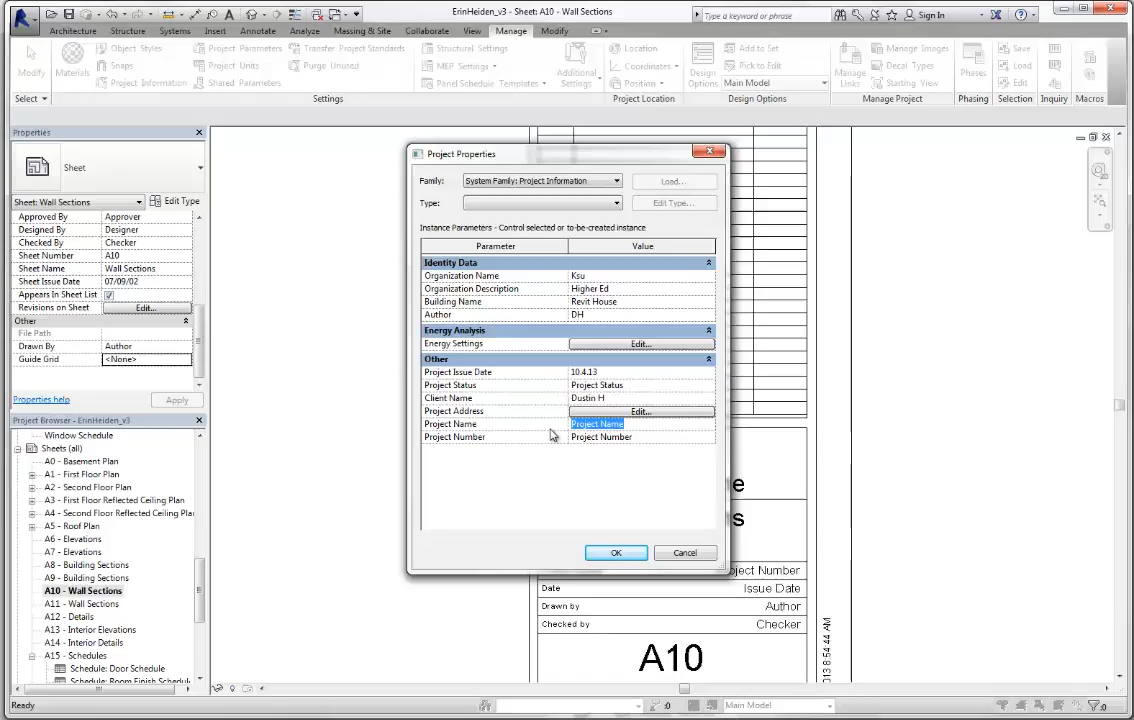 ErinHeiden_v3 - Sheet: A10 - Wall Sections
Type a keyword or phrase
Sign In
Architecture Structure Systems Insert Annotate Analyze Massing & Site Collaborate View Manage Modify
Modify
Materials
Object Styles
Snaps
Project Information
Project Parameters
Project Units
Shared Parameters
Transfer Project Standards
Purge Unused
Structural Settings
MEP Settings
Panel Schedule Templates
Additional Settings
Location
Coordinates
Position
Design Options
Add to Set
Pick to Edit
Main Model
Manage Links
Manage Images
Decal Types
Starting View
Phases
Save
Load
Edit
Select
Settings
Project Location
Design Options
Manage Project
Phasing
Selection
Inquiry
Macros
Properties
Sheet
Sheet: Wall Sections
Edit Type
Approved By Approver
Designed By Designer
Checked By Checker
Sheet Number A10
Sheet Name Wall Sections
Sheet Issue Date 07/09/02
Appears In Sheet List
Revisions on Sheet Edit...
Other
File Path
Drawn By Author
Guide Grid <None>
Properties help
Apply
Project Browser - ErinHeiden_v3
Window Schedule
Sheets (all)
A0 - Basement Plan
A1 - First Floor Plan
A2 - Second Floor Plan
A3 - First Floor Reflected Ceiling Plan
A4 - Second Floor Reflected Ceiling Plan
A5 - Roof Plan
A6 - Elevations
A7 - Elevations
A8 - Building Sections
A9 - Building Sections
A10 - Wall Sections
A11 - Wall Sections
A12 - Details
A13 - Interior Elevations
A14 - Interior Details
A15 - Schedules
Schedule: Door Schedule
Schedule: Room Finish Schedule
Project Properties
Family: System Family: Project Information Load...
Type: Edit Type...
Instance Parameters - Control selected or to-be-created instance
Parameter Value
Identity Data
Organization Name Ksu
Organization Description Higher Ed
Building Name Revit House
Author DH
Energy Analysis
Energy Settings Edit...
Other
Project Issue Date 10.4.13
Project Status Project Status
Client Name Dustin H
Project Address Edit...
Project Name Project Name
Project Number Project Number
OK Cancel
e
s
oject Number
Date Issue Date
Drawn by Author
Checked by Checker
A10
013 8:54:44 AM
Ready
:0
Main Model
:0